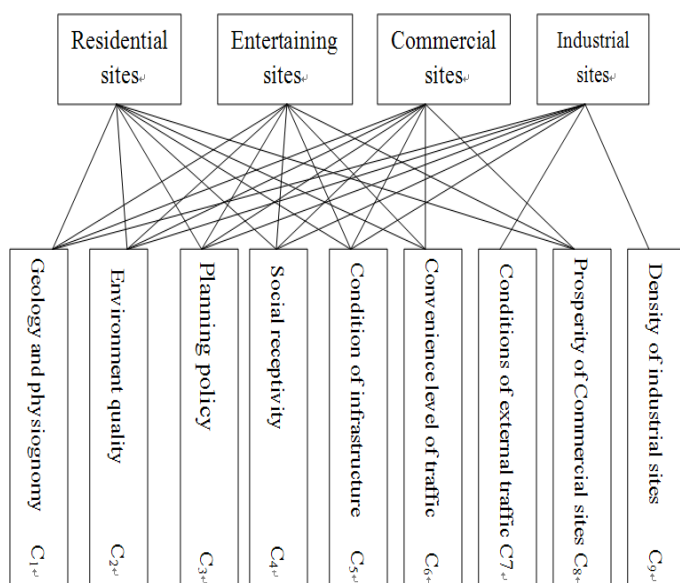 Residential
sites
Entertaining
sites
Commercial
sites
Industrial
sites
Geology and physiognomy C₁
Environment quality C₂
Planning policy C₃
Social receptivity C₄
Condition of infrastructure C₅
Convenience level of traffic C₆
Conditions of external traffic C7
Prosperity of Commercial sites C₈
Density of industrial sites C₉